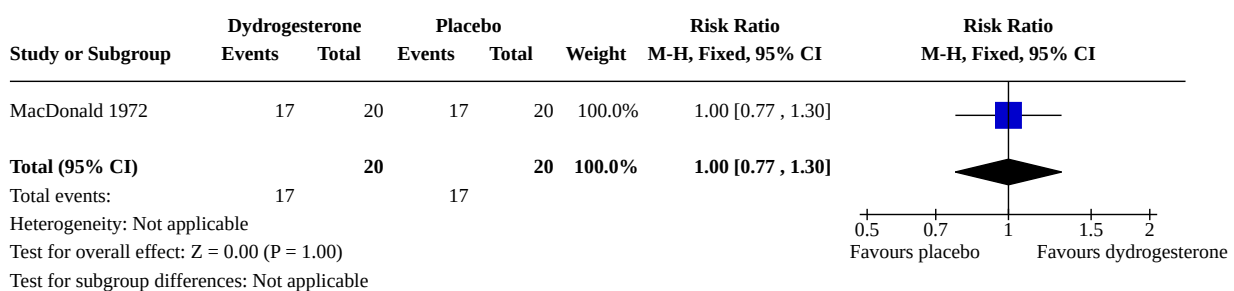 Dydrogesterone Placebo Risk Ratio Risk Ratio
Study or Subgroup Events Total Events Total Weight M-H, Fixed, 95% CI M-H, Fixed, 95% CI
MacDonald 1972 17 20 17 20 100.0% 1.00 [0.77 , 1.30]
Total (95% CI) 20 20 100.0% 1.00 [0.77 , 1.30]
Total events: 17 17
Heterogeneity: Not applicable
0.5 0.7 1 1.5 2
Test for overall effect: Z = 0.00 (P = 1.00) Favours placebo Favours dydrogesterone
Test for subgroup differences: Not applicable